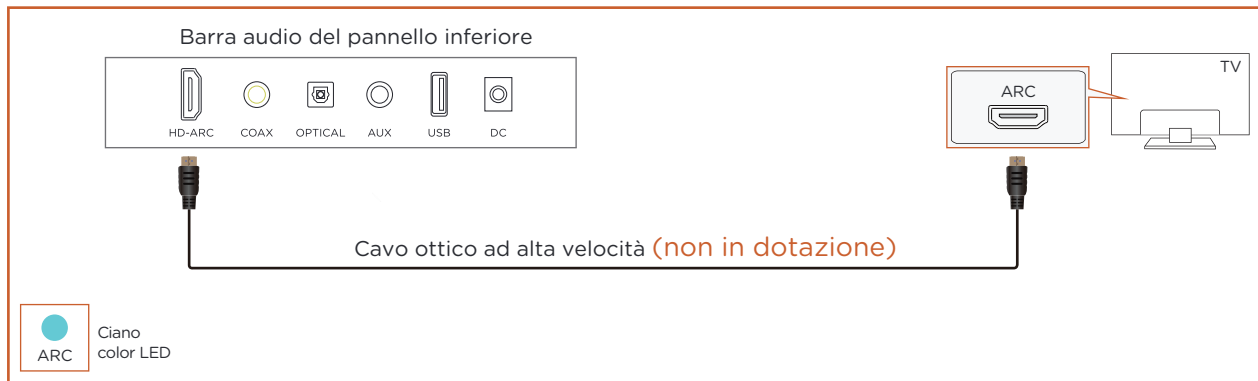 Barra audio del pannello inferiore
HD-ARC COAX OPTICAL AUX USB DC
ARC
TV
Cavo ottico ad alta velocità (non in dotazione)
ARC
Ciano
color LED